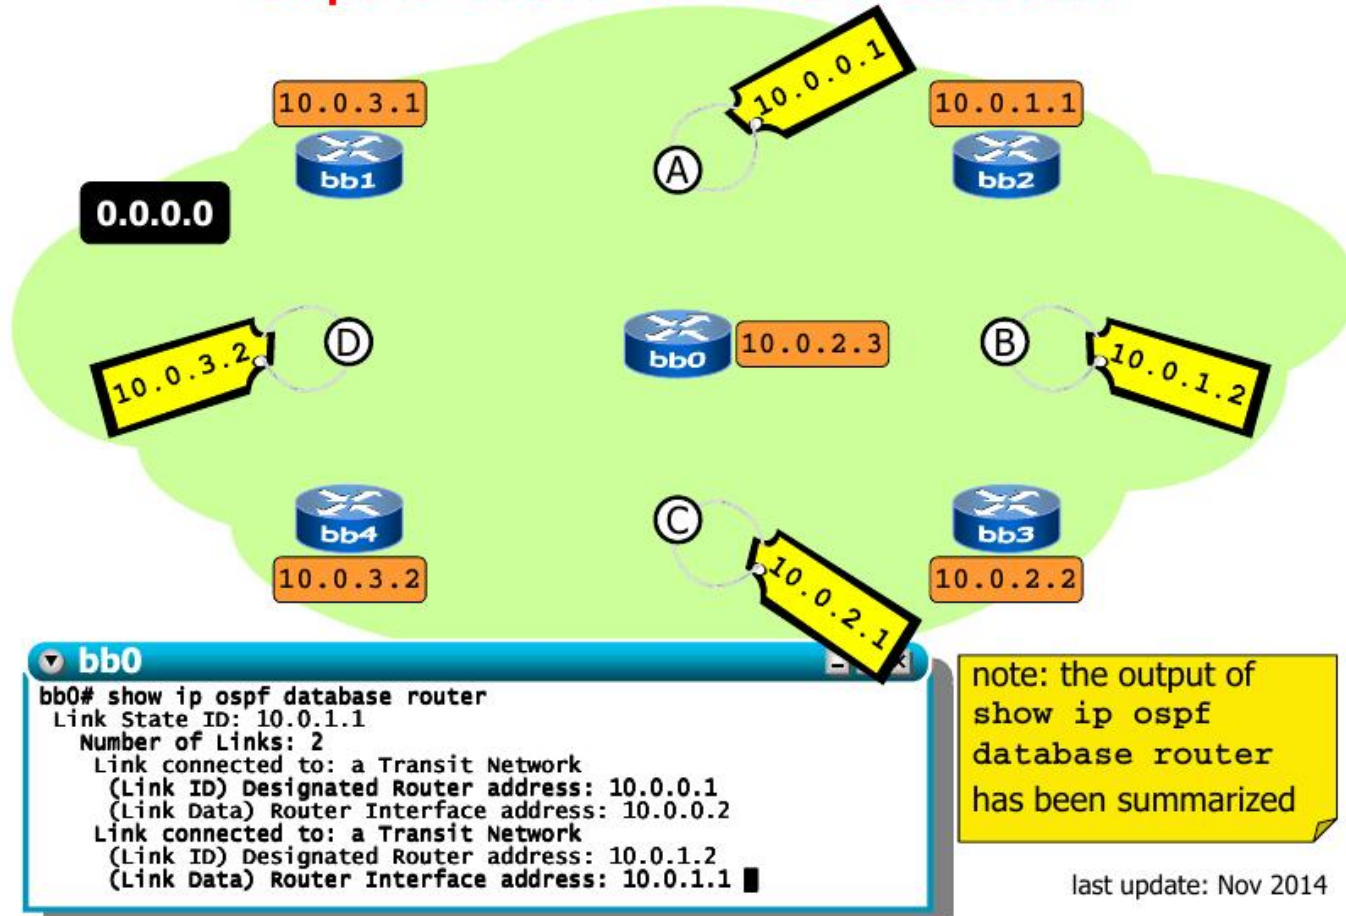 10.0.0.1
10.0.3.1
10.0.1.1
bb1
A
bb2
0.0.0.0
10.0.3.2
D
bb0
10.0.2.3
B
10.0.1.2
bb4
C
bb3
10.0.3.2
10.0.2.1
10.0.2.2
bb0
bb0# show ip ospf database router
Link State ID: 10.0.1.1
Number of Links: 2
Link connected to: a Transit Network
(Link ID) Designated Router address: 10.0.0.1
(Link Data) Router Interface address: 10.0.0.2
Link connected to: a Transit Network
(Link ID) Designated Router address: 10.0.1.2
(Link Data) Router Interface address: 10.0.1.1
note: the output of
show ip ospf
database router
has been summarized
last update: Nov 2014